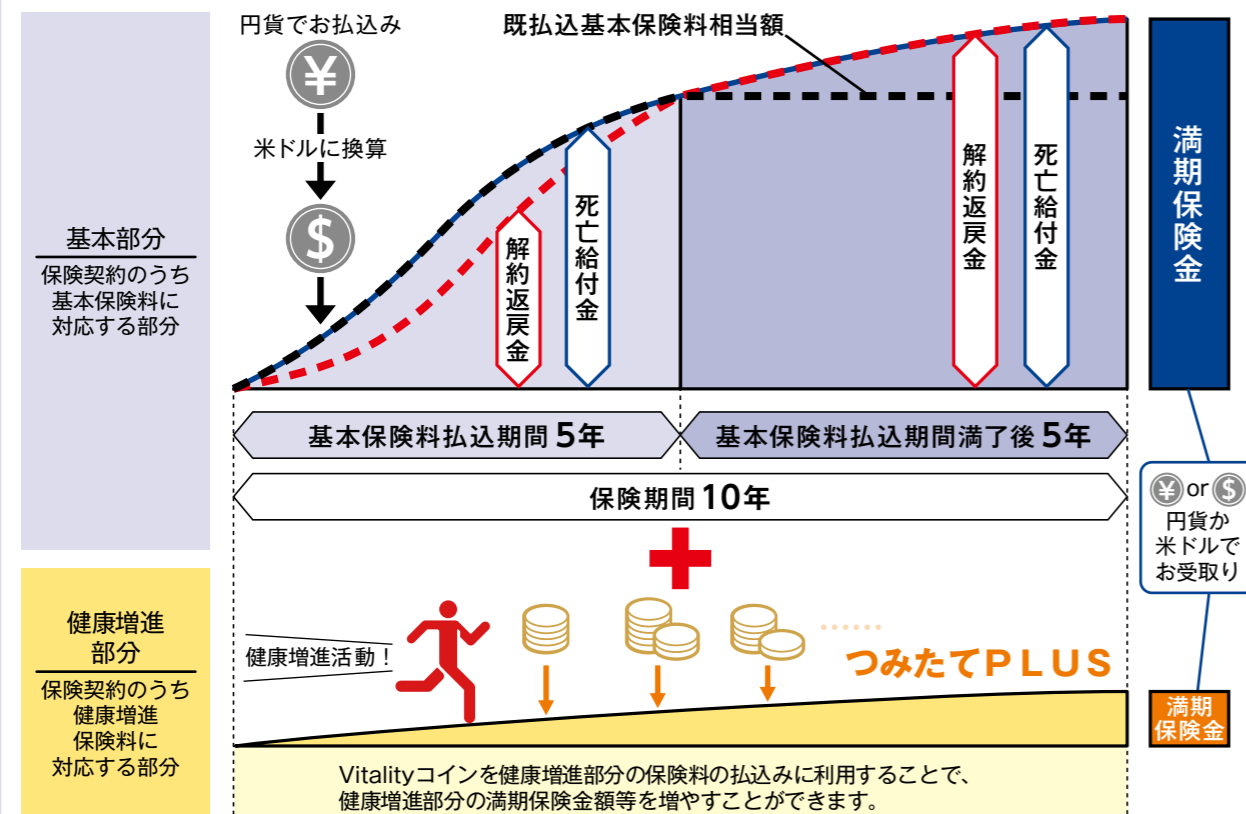 円貨でお払込み
¥
米ドルに換算
$
既払込基本保険料相当額
解約返戻金
死亡給付金
解約返戻金
死亡給付金
満期保険金
基本部分
保険契約のうち
基本保険料に
対応する部分
基本保険料払込期間5年
基本保険料払込期間満了後5年
保険期間10年
¥ or $
円貨か
米ドルで
お受取り
健康増進
部分
保険契約のうち
健康増進
保険料に
対応する部分
健康増進活動！
……
つみたてPLUS
満期
保険金
Vitalityコインを健康増進部分の保険料の払込みに利用することで、
健康増進部分の満期保険金額等を増やすことができます。